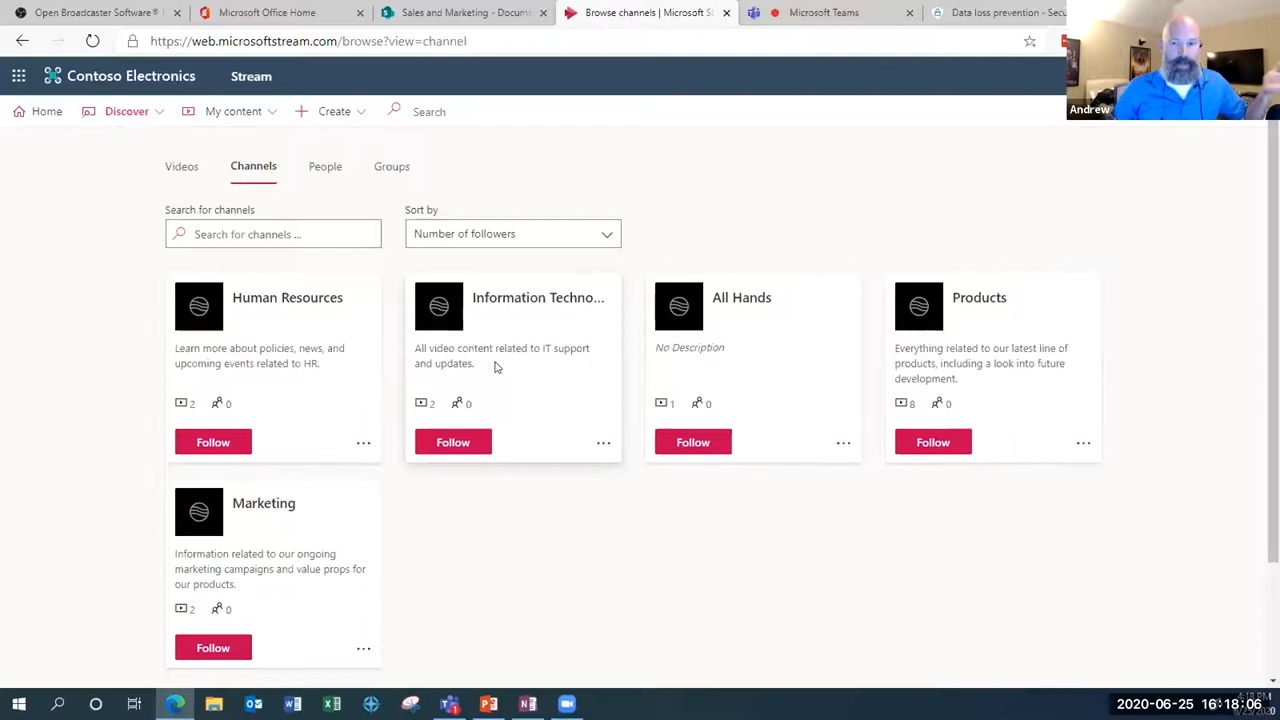 Open Broadcaster Software®
Microsoft Office Home
Sales and Marketing - Docume
Browse channels | Microsoft St
Microsoft Teams
Data loss prevention - Secu
https://web.microsoftstream.com/browse?view=channel
Contoso Electronics
Stream
Andrew
Home
Discover
My content
Create
Search
Videos
Channels
People
Groups
Search for channels
Sort by
Search for channels ...
Number of followers
Human Resources
Learn more about policies, news, and
upcoming events related to HR.
2 0
Follow
Information Techno...
All video content related to IT support
and updates.
2 0
Follow
All Hands
No Description
1 0
Follow
Products
Everything related to our latest line of
products, including a look into future
development.
8 0
Follow
Marketing
Information related to our ongoing
marketing campaigns and value props for
our products.
2 0
Follow
2020-06-25 16:18:06